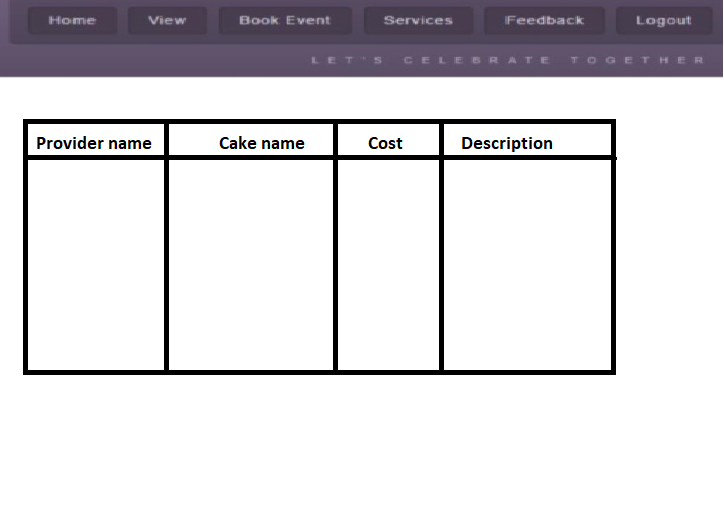 Home View Book Event Services Feedback Logout
LET'S CELEBRATE TOGETHER
Provider name Cake name Cost Description